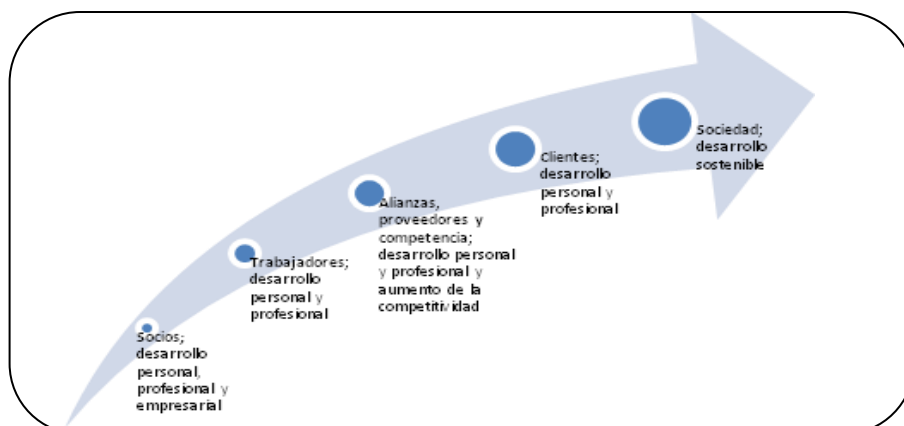 Socios;
desarrollo
personal,
profesional y
empresarial
Trabajadores;
desarrollo
personal y
profesional
Alianzas,
proveedores y
competencia;
desarrollo personal
y profesional y
aumento de la
competitividad
Clientes;
desarrollo
personal y
profesional
Sociedad;
desarrollo
sostenible